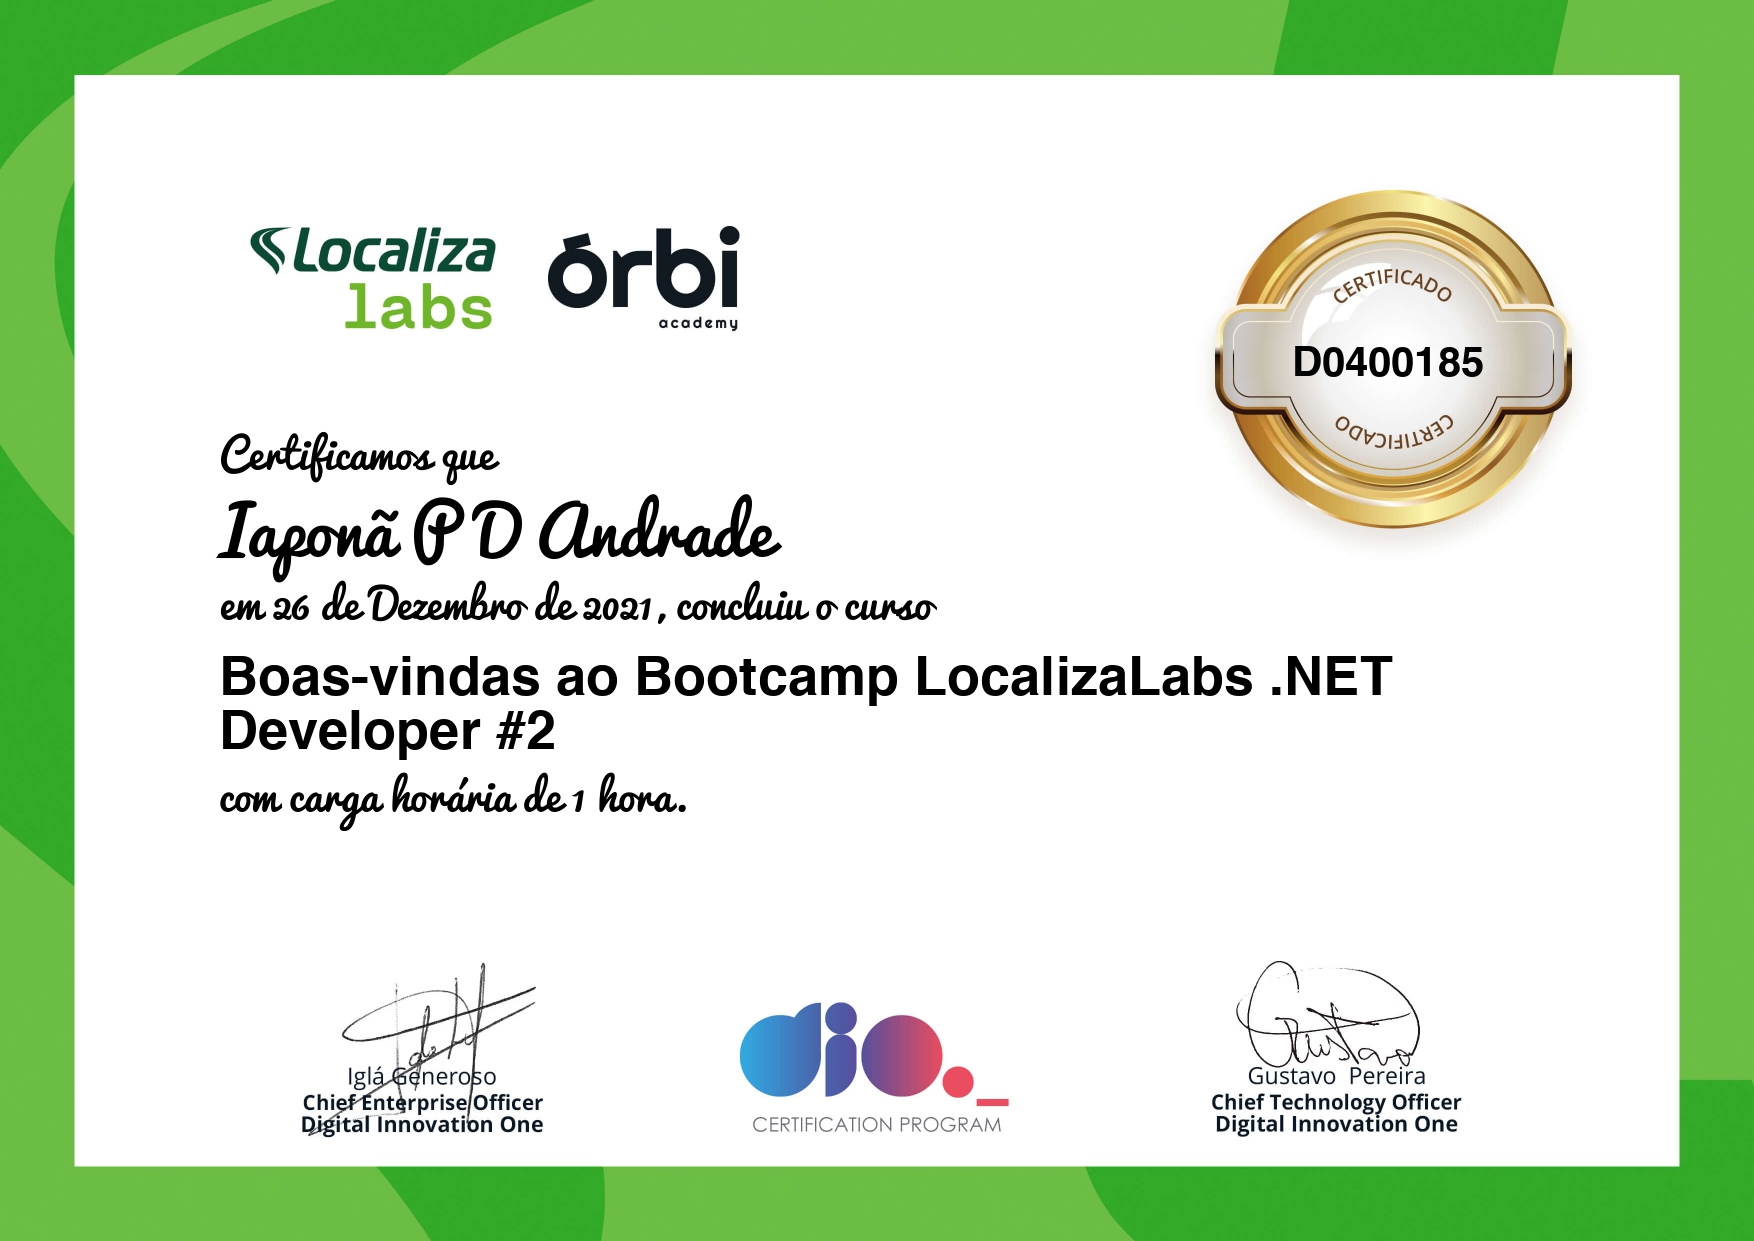 Localiza
labs
órbi
academy
CERTIFICADO
D0400185
CERTIFICADO
Certificamos que
Iaponã P D Andrade
em 26 de Dezembro de 2021, concluiu o curso
Boas-vindas ao Bootcamp LocalizaLabs .NET
Developer #2
com carga horária de 1 hora.
Iglá Generoso
Chief Enterprise Officer
Digital Innovation One
dio._
CERTIFICATION PROGRAM
Gustavo
Gustavo Pereira
Chief Technology Officer
Digital Innovation One